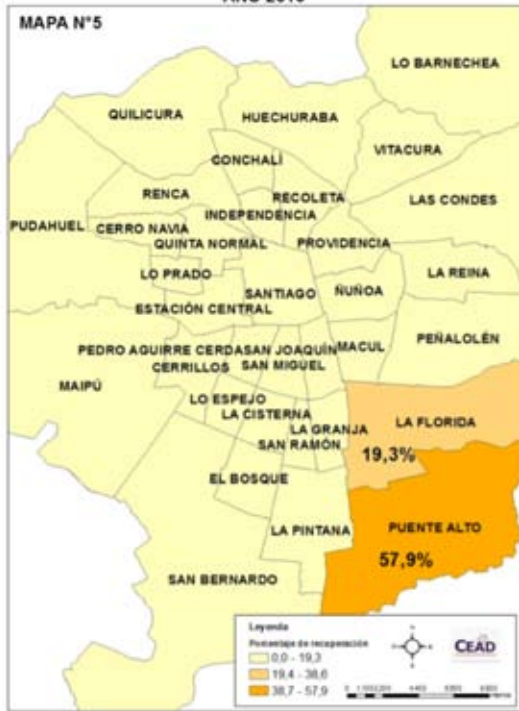 MAPA N°5
LO BARNECHEA
QUILICURA
HUECHURABA
CONCHALÍ
VITACURA
RENCA
RECOLETA
LAS CONDES
INDEPENDENCIA
PUDAHUEL
CERRO NAVIA
QUINTA NORMAL
PROVIDENCIA
LO PRADO
LA REINA
SANTIAGO
ÑUÑOA
ESTACIÓN CENTRAL
PEDRO AGUIRRE CERDA
SAN JOAQUÍN
MACUL
PEÑALOLÉN
CERRILLOS
SAN MIGUEL
MAIPÚ
LO ESPEJO
LA CISTERNA
LA GRANJA
LA FLORIDA
SAN RAMÓN
19,3%
EL BOSQUE
LA PINTANA
PUENTE ALTO
57,9%
SAN BERNARDO
Leyenda
Porcentaje de recuperación
0,0 - 19,3
19,4 - 38,6
38,7 - 57,9
CEAD